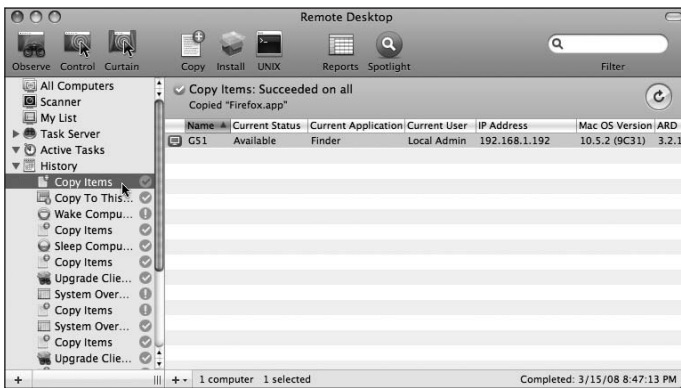 Remote Desktop
Observe Control Curtain Copy Install UNIX Reports Spotlight Filter
All Computers
Scanner
My List
Task Server
Active Tasks
History
Copy Items
Copy To This...
Wake Compu...
Copy Items
Sleep Compu...
Copy Items
Upgrade Clie...
System Over...
Copy Items
System Over...
Copy Items
Upgrade Clie...
Copy Items: Succeeded on all
Copied "Firefox.app"
Name Current Status Current Application Current User IP Address Mac OS Version ARD
G51 Available Finder Local Admin 192.168.1.192 10.5.2 (9C31) 3.2.1
1 computer 1 selected Completed: 3/15/08 8:47:13 PM